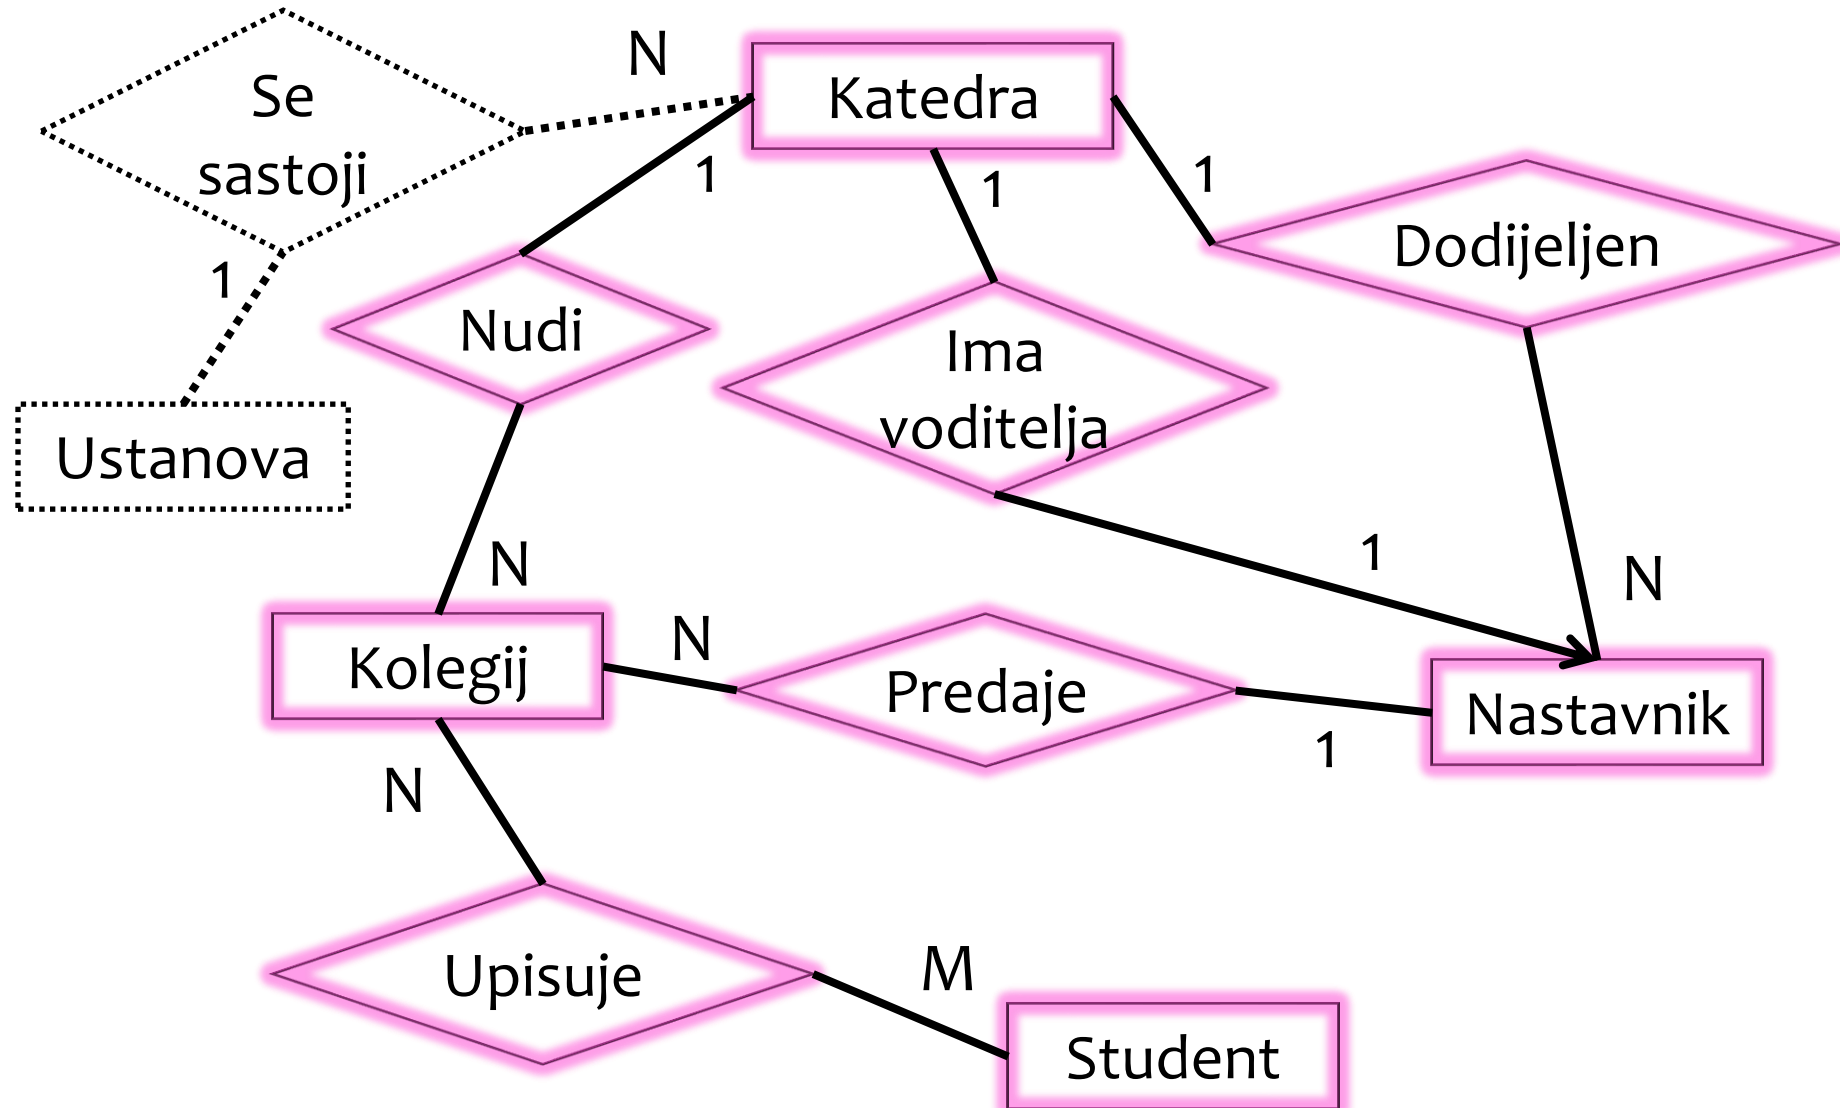 N
Katedra
Se
sastoji
1
1
1
Dodijeljen
1
Nudi
Ima
voditelja
Ustanova
1
N
N
N
Kolegij
Predaje
Nastavnik
1
N
M
Upisuje
Student